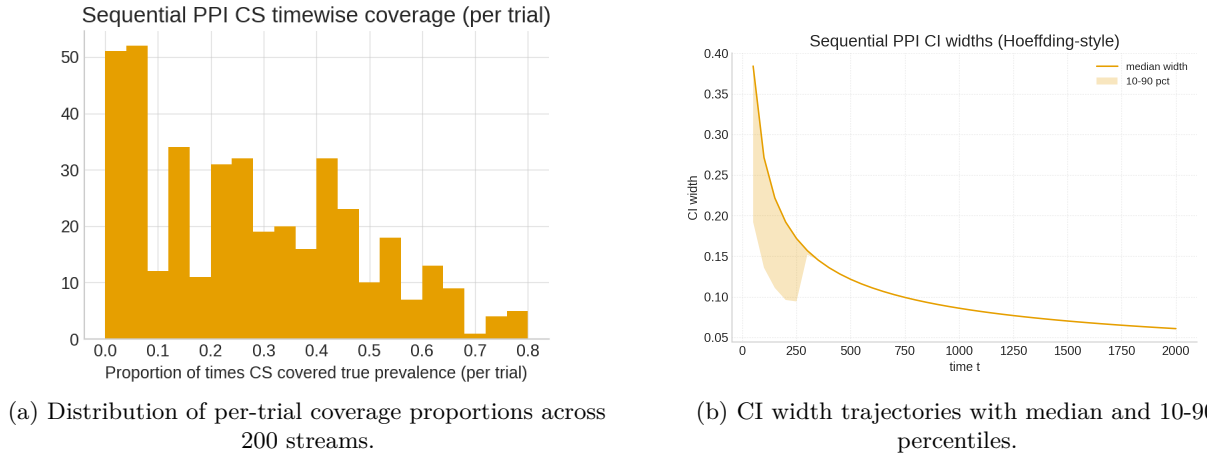 Sequential PPI CS timewise coverage (per trial)
50
40
30
20
10
0
0.0 0.1 0.2 0.3 0.4 0.5 0.6 0.7 0.8
Proportion of times CS covered true prevalence (per trial)
(a) Distribution of per-trial coverage proportions across
200 streams.
Sequential PPI CI widths (Hoeffding-style)
0.40
0.35
0.30
0.25
0.20
0.15
0.10
0.05
CI width
median width
10-90 pct
0 250 500 750 1000 1250 1500 1750 2000
time t
(b) CI width trajectories with median and 10-90
percentiles.